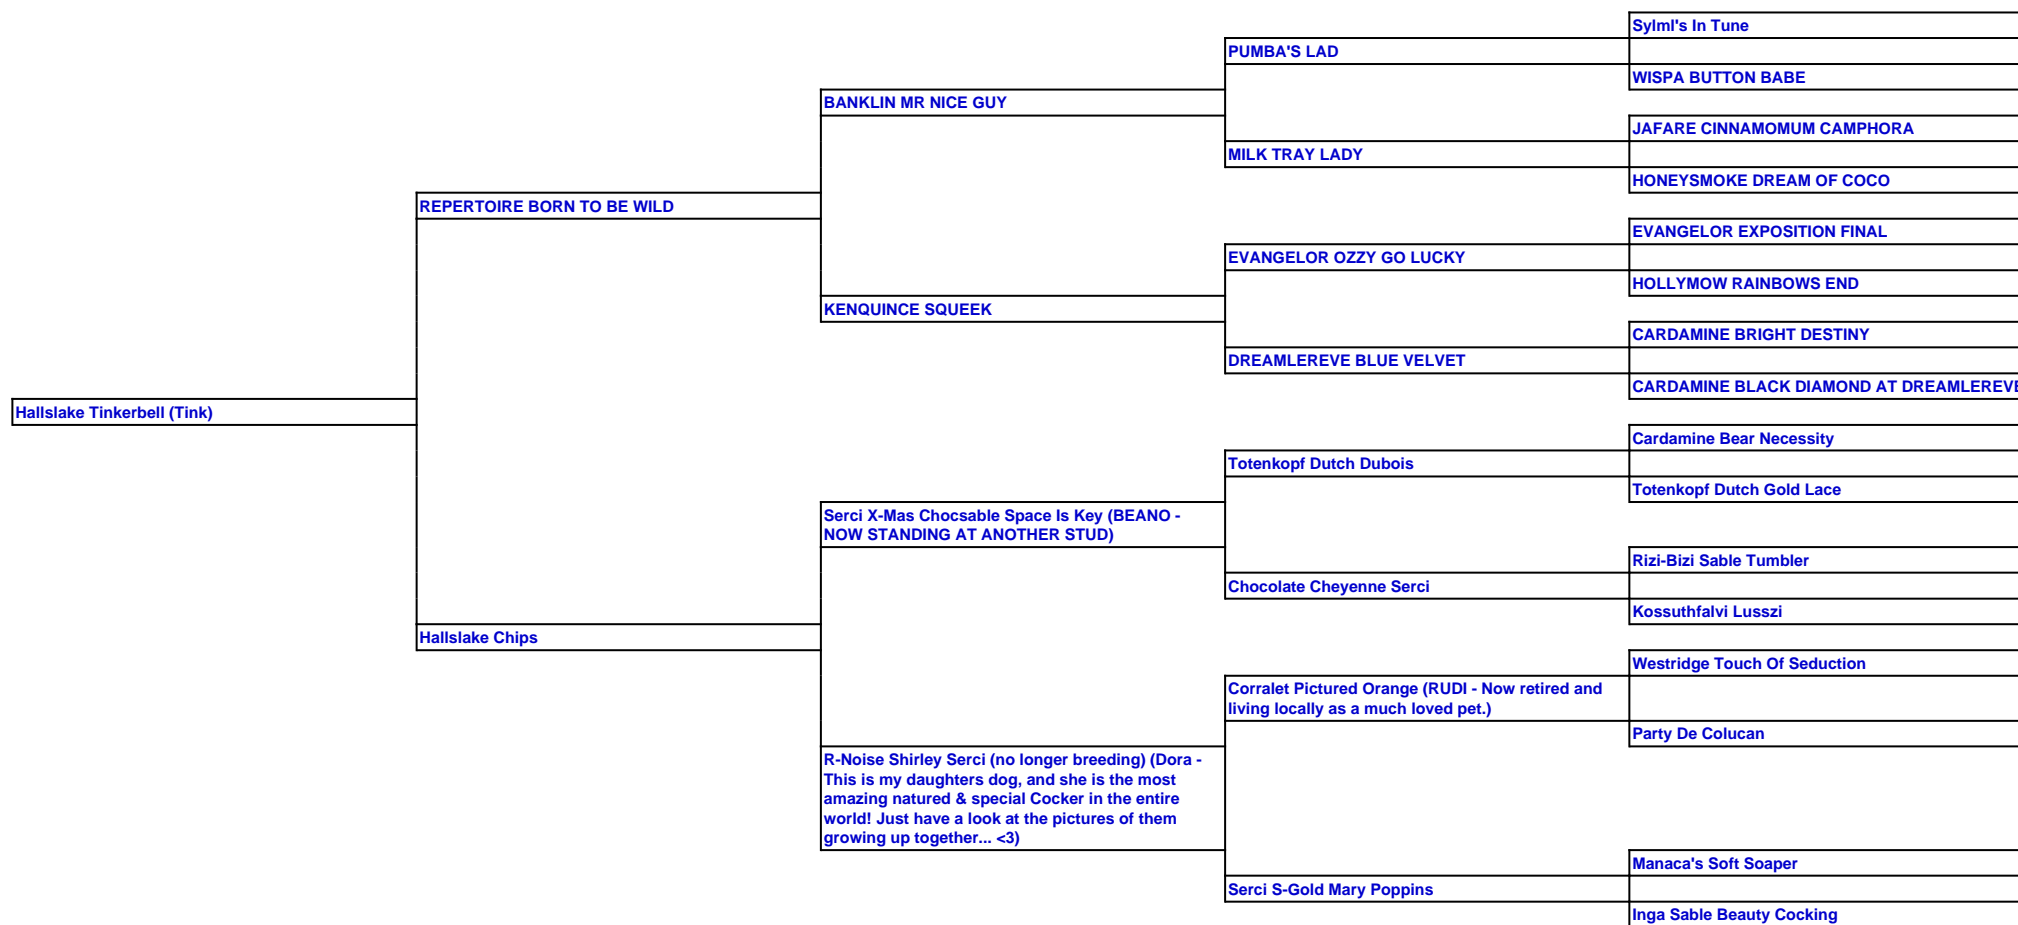 Sylml's In Tune
PUMBA'S LAD
WISPA BUTTON BABE
BANKLIN MR NICE GUY
JAFARE CINNAMOMUM CAMPHORA
MILK TRAY LADY
HONEYSMOKE DREAM OF COCO
REPERTOIRE BORN TO BE WILD
EVANGELOR EXPOSITION FINAL
EVANGELOR OZZY GO LUCKY
HOLLYMOW RAINBOWS END
KENQUINCE SQUEEK
CARDAMINE BRIGHT DESTINY
DREAMLEREVE BLUE VELVET
CARDAMINE BLACK DIAMOND AT DREAMLEREVE
Hallslake Tinkerbell (Tink)
Cardamine Bear Necessity
Totenkopf Dutch Dubois
Totenkopf Dutch Gold Lace
Serci X-Mas Chocsable Space Is Key (BEANO -
NOW STANDING AT ANOTHER STUD)
Rizi-Bizi Sable Tumbler
Chocolate Cheyenne Serci
Kossuthfalvi Lusszi
Hallslake Chips
Westridge Touch Of Seduction
Corralet Pictured Orange (RUDI - Now retired and
living locally as a much loved pet.)
Party De Colucan
R-Noise Shirley Serci (no longer breeding) (Dora -
This is my daughters dog, and she is the most
amazing natured & special Cocker in the entire
world! Just have a look at the pictures of them
growing up together... <3)
Manaca's Soft Soaper
Serci S-Gold Mary Poppins
Inga Sable Beauty Cocking